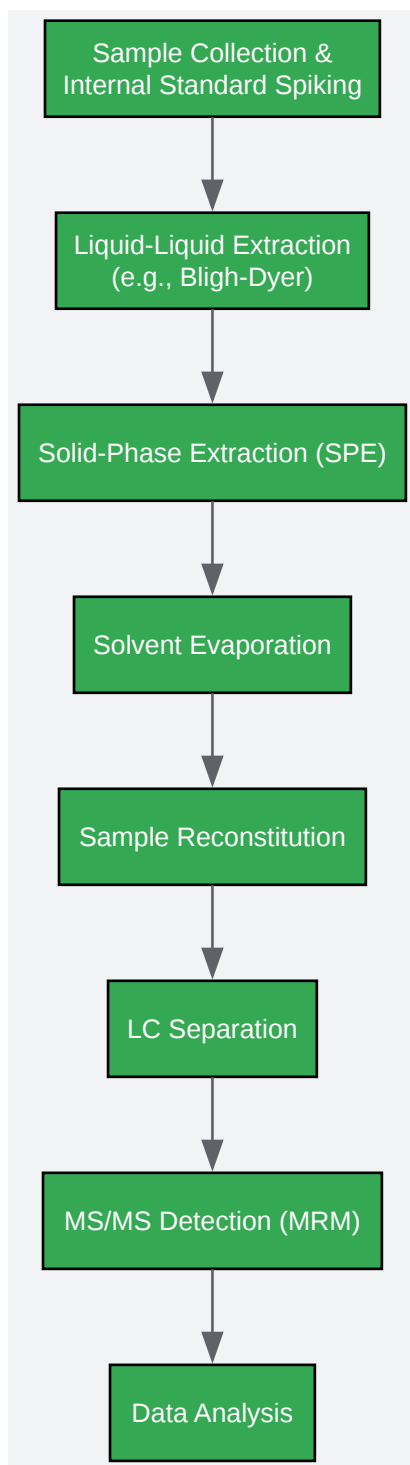 Sample Collection &
Internal Standard Spiking
Liquid-Liquid Extraction
(e.g., Bligh-Dyer)
Solid-Phase Extraction (SPE)
Solvent Evaporation
Sample Reconstitution
LC Separation
MS/MS Detection (MRM)
Data Analysis